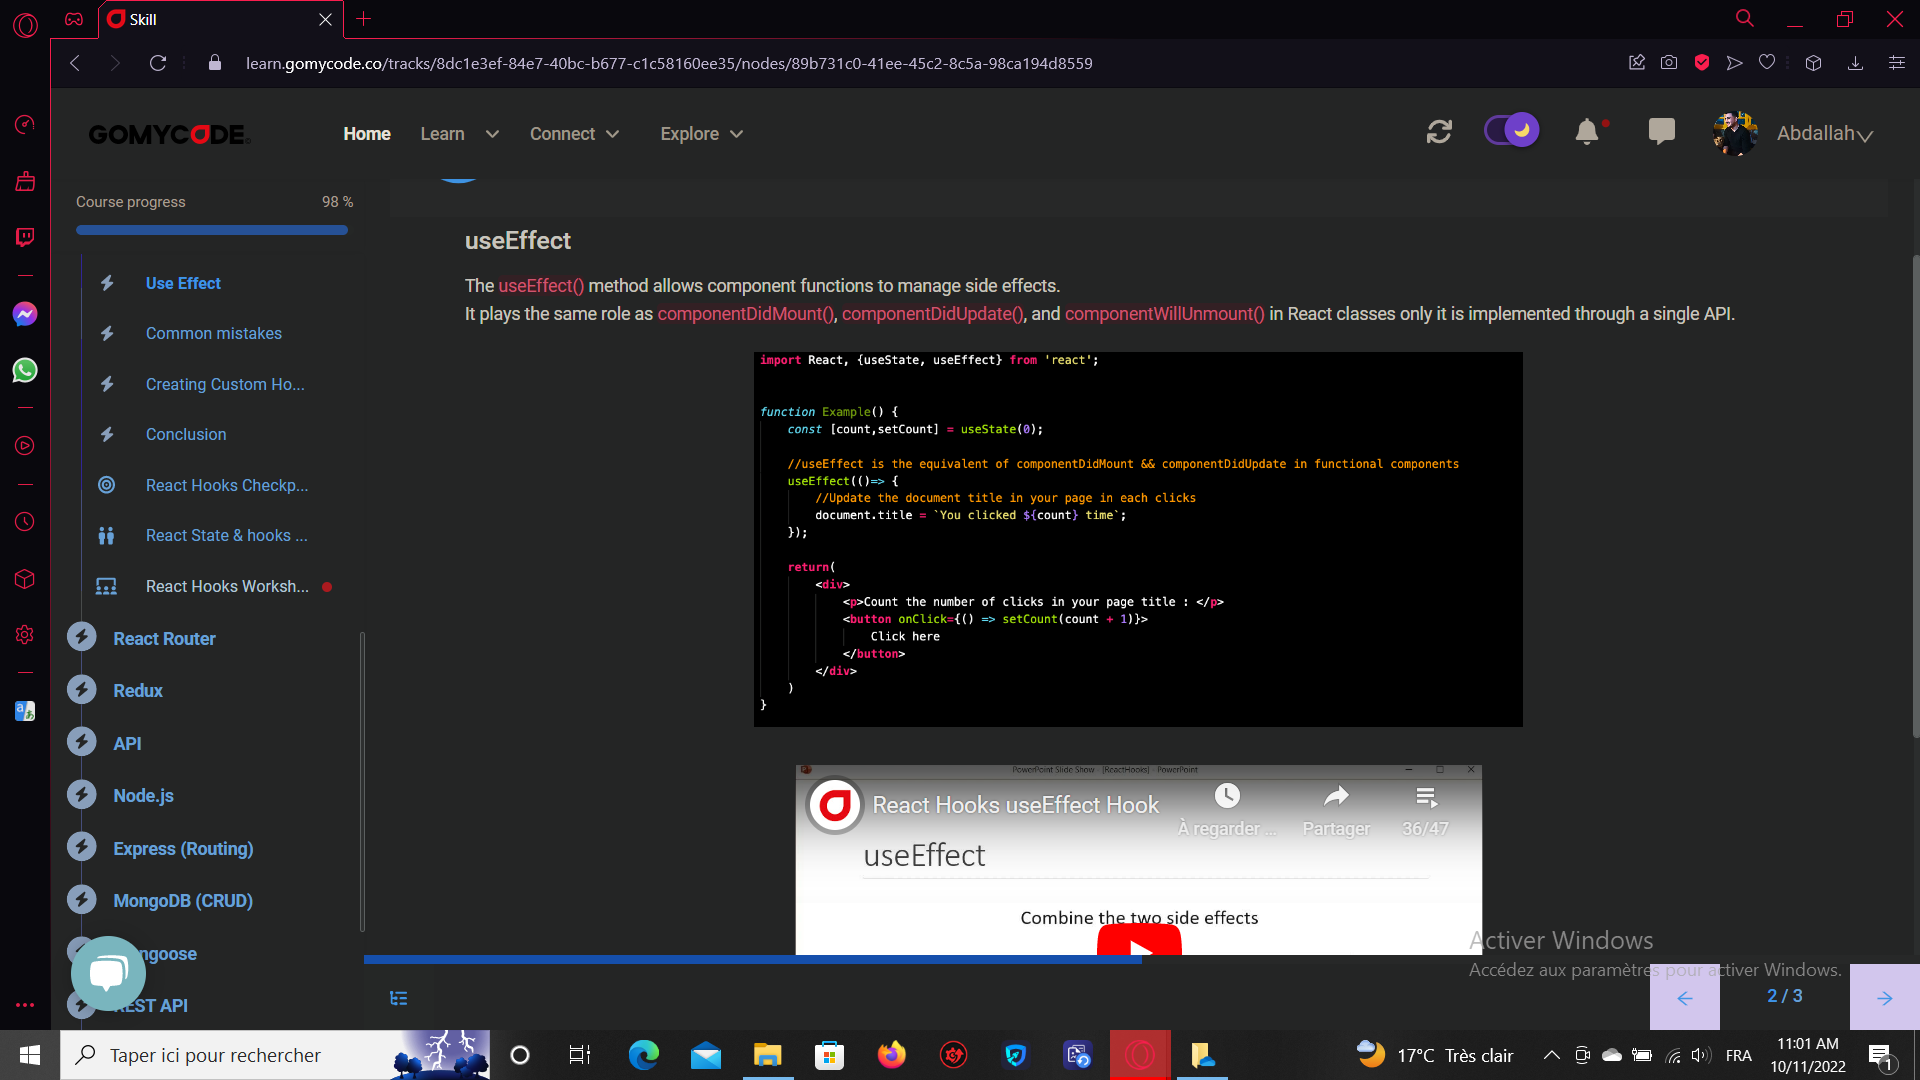 Skill
learn.gomycode.co/tracks/8dc1e3ef-84e7-40bc-b677-c1c58160ee35/nodes/89b731c0-41ee-45c2-8c5a-98ca194d8559
GOMYCODE
Home
Learn
Connect
Explore
Abdallah
Course progress
98 %
Use Effect
Common mistakes
Creating Custom Ho...
Conclusion
React Hooks Checkp...
React State & hooks ...
React Hooks Worksh...
React Router
Redux
API
Node.js
Express (Routing)
MongoDB (CRUD)
ngoose
EST API
useEffect
The useEffect() method allows component functions to manage side effects.
It plays the same role as componentDidMount(), componentDidUpdate(), and componentWillUnmount() in React classes only it is implemented through a single API.
import React, {useState, useEffect} from 'react';
function Example() {
const [count,setCount] = useState(0);
//useEffect is the equivalent of componentDidMount && componentDidUpdate in functional components
useEffect(()=> {
//Update the document title in your page in each clicks
document.title = `You clicked ${count} time`;
});
return(
<div>
<p>Count the number of clicks in your page title : </p>
<button onClick={() => setCount(count + 1)}>
Click here
</button>
</div>
)
}
PowerPoint Slide Show - [ReactHooks] - PowerPoint
React Hooks useEffect Hook
À regarder ...
Partager
36/47
useEffect
Combine the two side effects
Activer Windows
Accédez aux paramètres pour activer Windows.
2 / 3
Taper ici pour rechercher
17°C Très clair
FRA
11:01 AM
10/11/2022
1